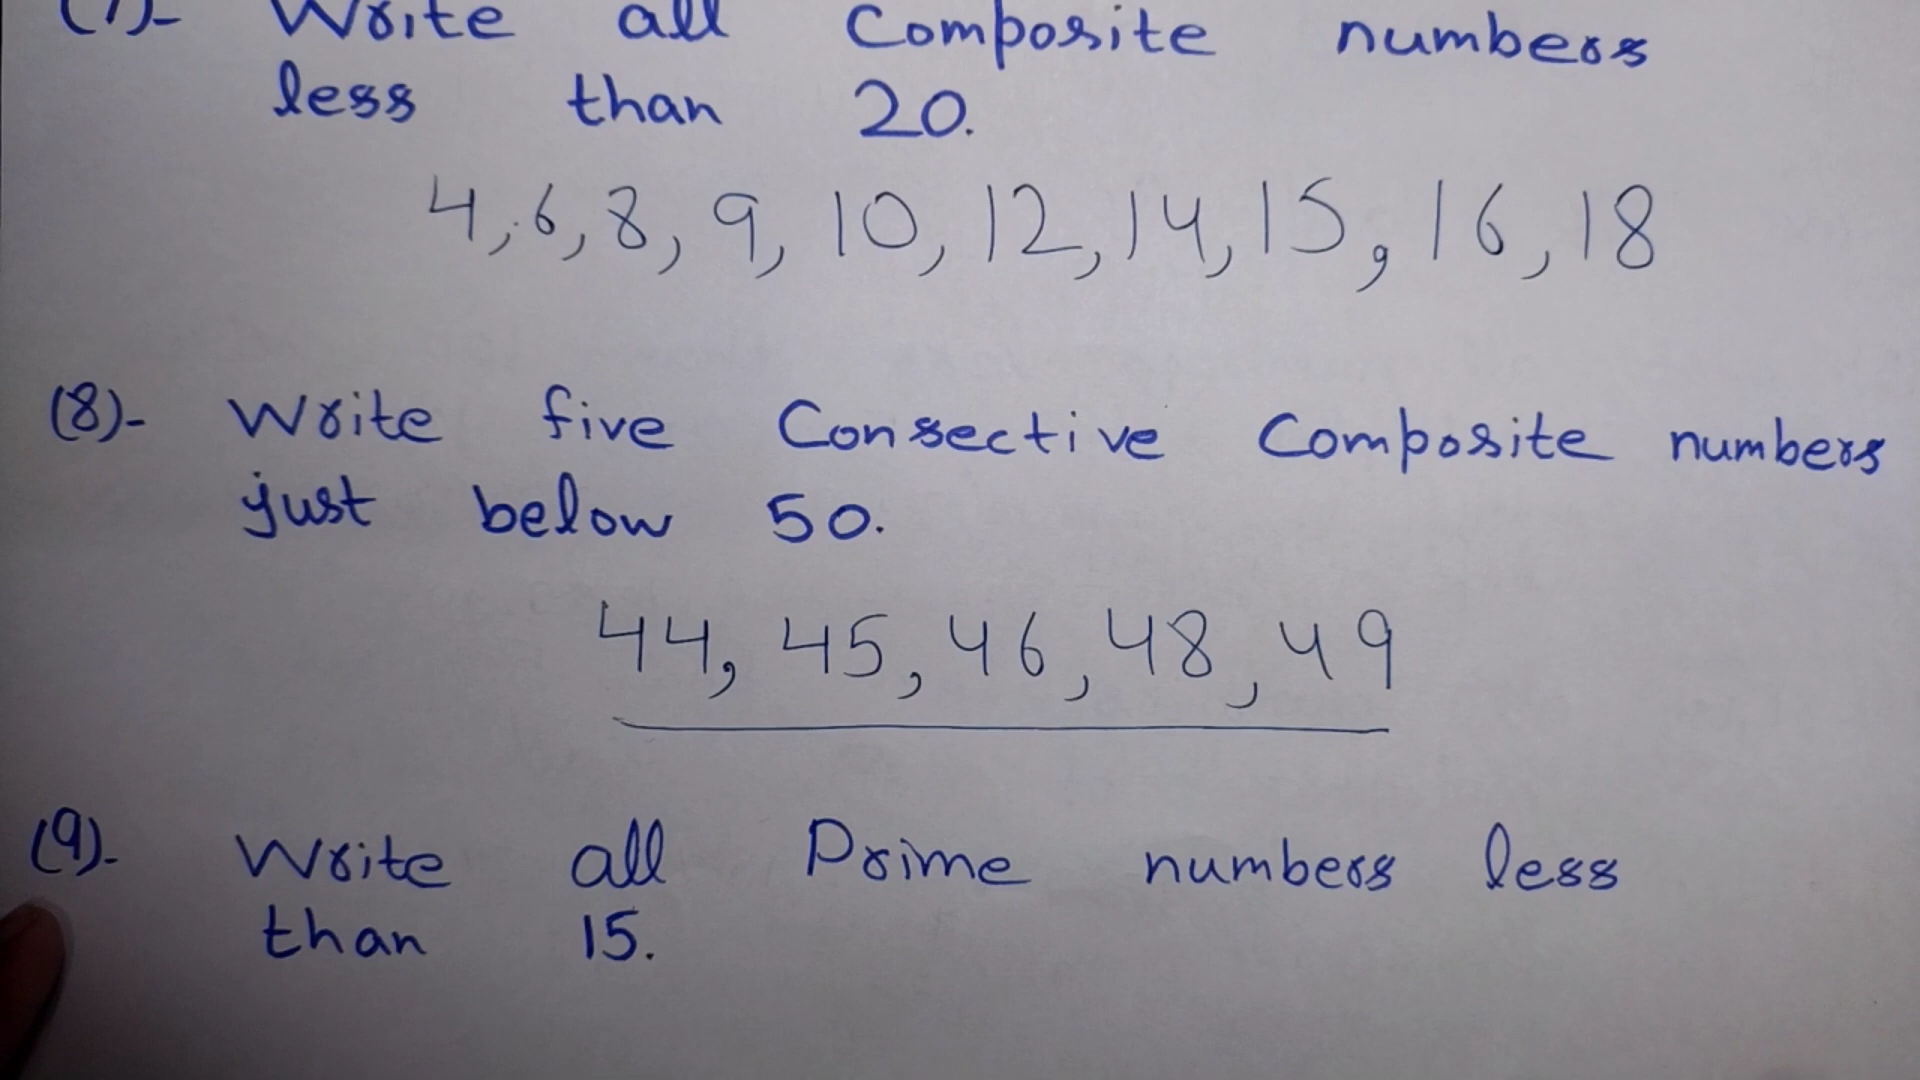 (7)- Write all Composite numbers
less than 20.
4, 6, 8, 9, 10, 12, 14, 15, 16, 18
(8)- Write five Consective Composite numbers
just below 50.
44, 45, 46, 48, 49
(9)- Write all Prime numbers less
than 15.